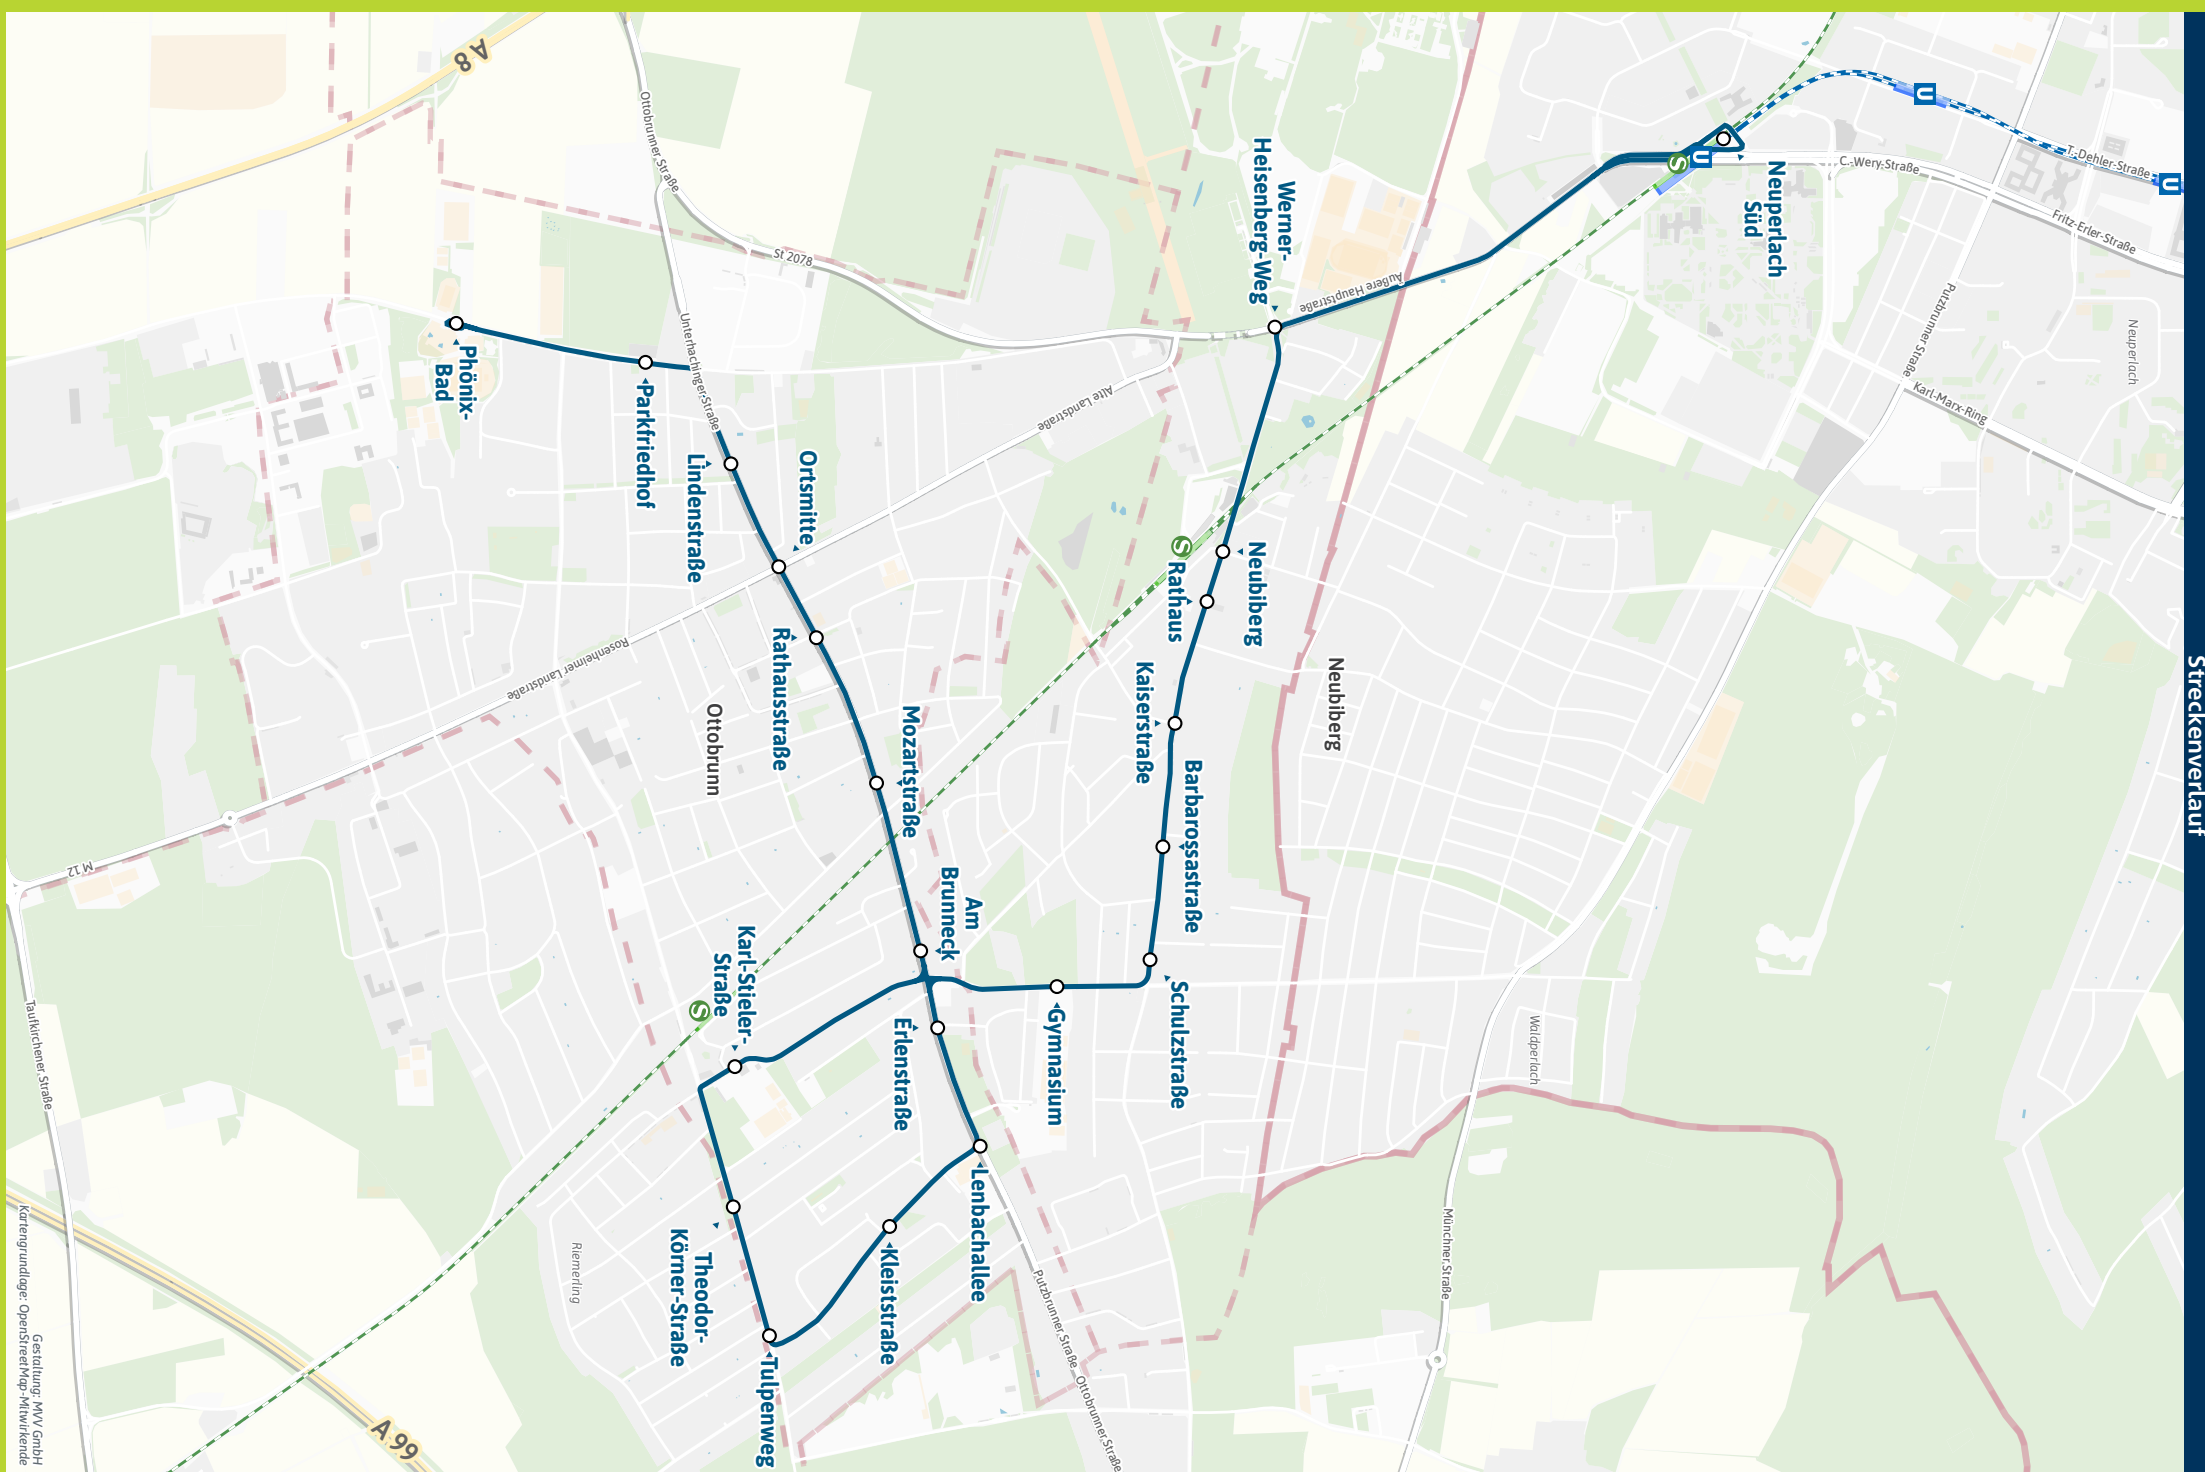 Streckenverlauf
U
U
U
S
Neuperlach
Süd
T.-Dehler-Straße
C.-Wery-Straße
Fritz-Erler-Straße
Putzbrunner Straße
Neuperlach
Karl-Marx-Ring
Werner-
Heisenberg-Weg
Äußere Hauptstraße
A 8
Ottobrunner Straße
St 2078
Unterhachinger Straße
Alte Landstraße
Phönix-
Bad
Parkfriedhof
Lindenstraße
Ortsmitte
Rathausstraße
Rosenheimer Landstraße
Ottobrunn
Mozartstraße
Am
Brunneck
S
Neubiberg
Rathaus
Kaiserstraße
Barbarossastraße
Neubiberg
Schulzstraße
Gymnasium
Erlenstraße
Karl-Stieler-
Straße
S
Lenbachallee
Kleiststraße
Theodor-
Körner-Straße
Tulpenweg
Riemerling
Waldperlach
Münchner Straße
Putzbrunner Straße
Ottobrunner Straße
M 12
Taufkirchener Straße
A 99
Gestaltung: MVV GmbH
Kartengrundlage: OpenStreetMap-Mitwirkende